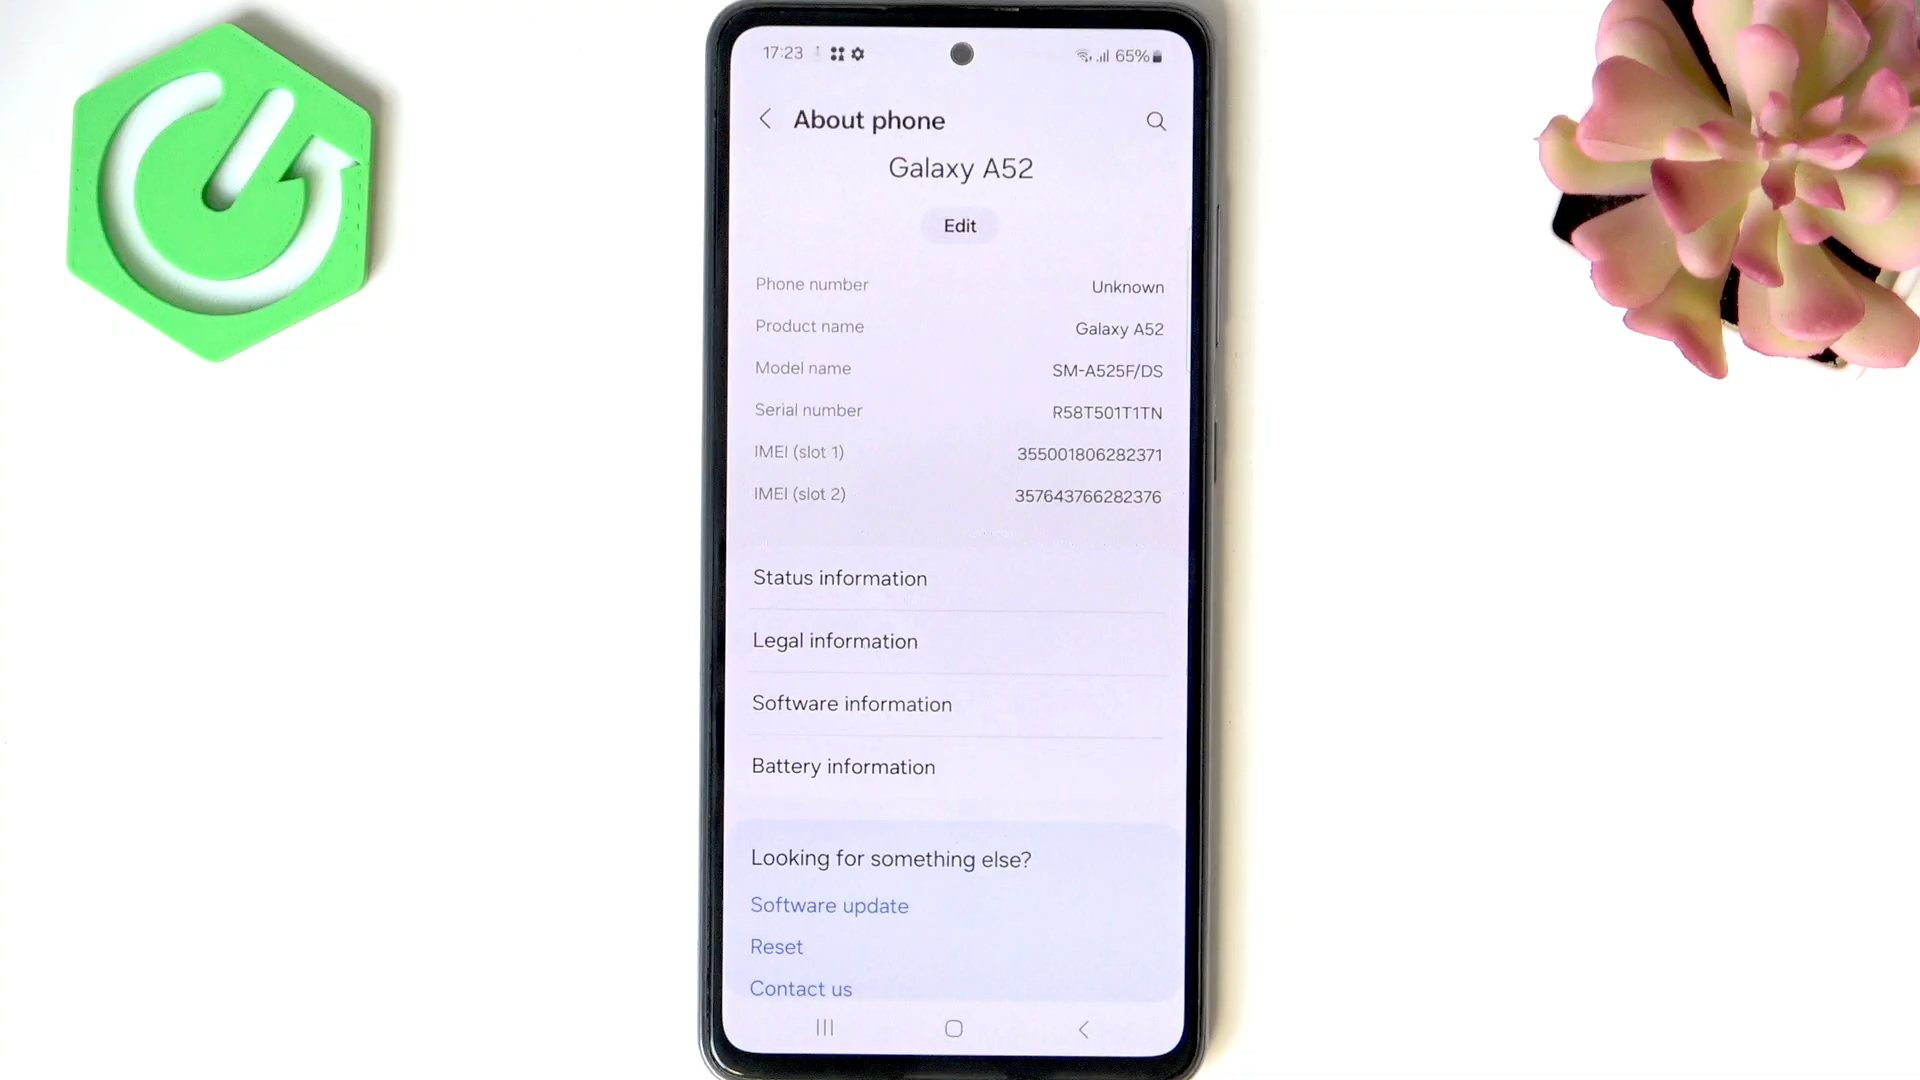 17:23 65%
About phone
Galaxy A52
Edit
Phone number Unknown
Product name Galaxy A52
Model name SM-A525F/DS
Serial number R58T501T1TN
IMEI (slot 1) 355001806282371
IMEI (slot 2) 357643766282376
Status information
Legal information
Software information
Battery information
Looking for something else?
Software update
Reset
Contact us